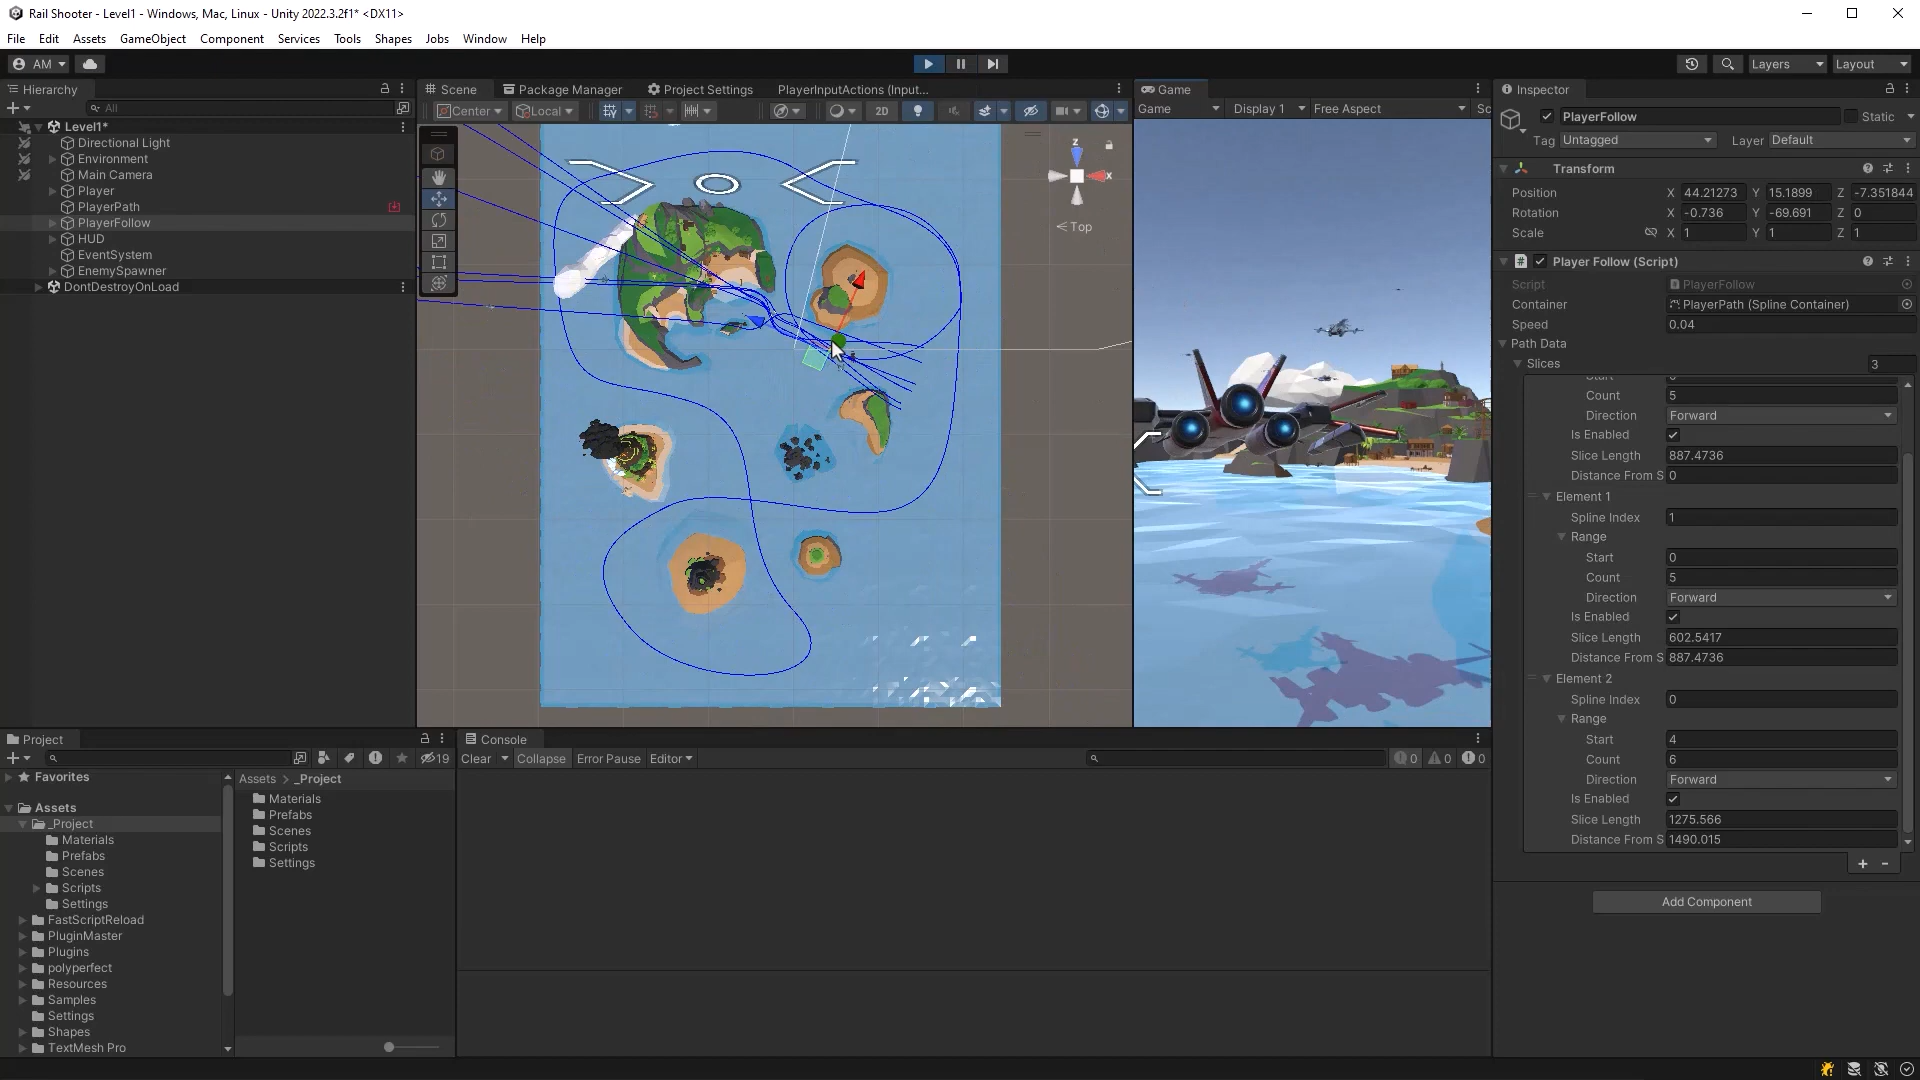 Rail Shooter - Level1 - Windows, Mac, Linux - Unity 2022.3.2f1* <DX11>
File Edit Assets GameObject Component Services Tools Shapes Jobs Window Help
AM Layers Layout
Hierarchy
All
Level1*
Directional Light
Environment
Main Camera
Player
PlayerPath
PlayerFollow
HUD
EventSystem
EnemySpawner
DontDestroyOnLoad
Scene Package Manager Project Settings PlayerInputActions (Input...
Center Local 2D
z
x
< Top
Game
Game Display 1 Free Aspect Sc
Inspector
PlayerFollow Static
Tag Untagged Layer Default
Transform
Position X 44.21273 Y 15.1899 Z -7.351844
Rotation X -0.736 Y -69.691 Z 0
Scale X 1 Y 1 Z 1
# Player Follow (Script)
Script PlayerFollow
Container PlayerPath (Spline Container)
Speed 0.04
Path Data
Slices 3
Count 5
Direction Forward
Is Enabled
Slice Length 887.4736
Distance From S 0
Element 1
Spline Index 1
Range
Start 0
Count 5
Direction Forward
Is Enabled
Slice Length 602.5417
Distance From S 887.4736
Element 2
Spline Index 0
Range
Start 4
Count 6
Direction Forward
Is Enabled
Slice Length 1275.566
Distance From S 1490.015
Add Component
Project
19
Favorites
Assets
_Project
Materials
Prefabs
Scenes
Scripts
Settings
FastScriptReload
PluginMaster
Plugins
polyperfect
Resources
Samples
Settings
Shapes
TextMesh Pro
Assets > _Project
Materials
Prefabs
Scenes
Scripts
Settings
Console
Clear Collapse Error Pause Editor 0 0 0